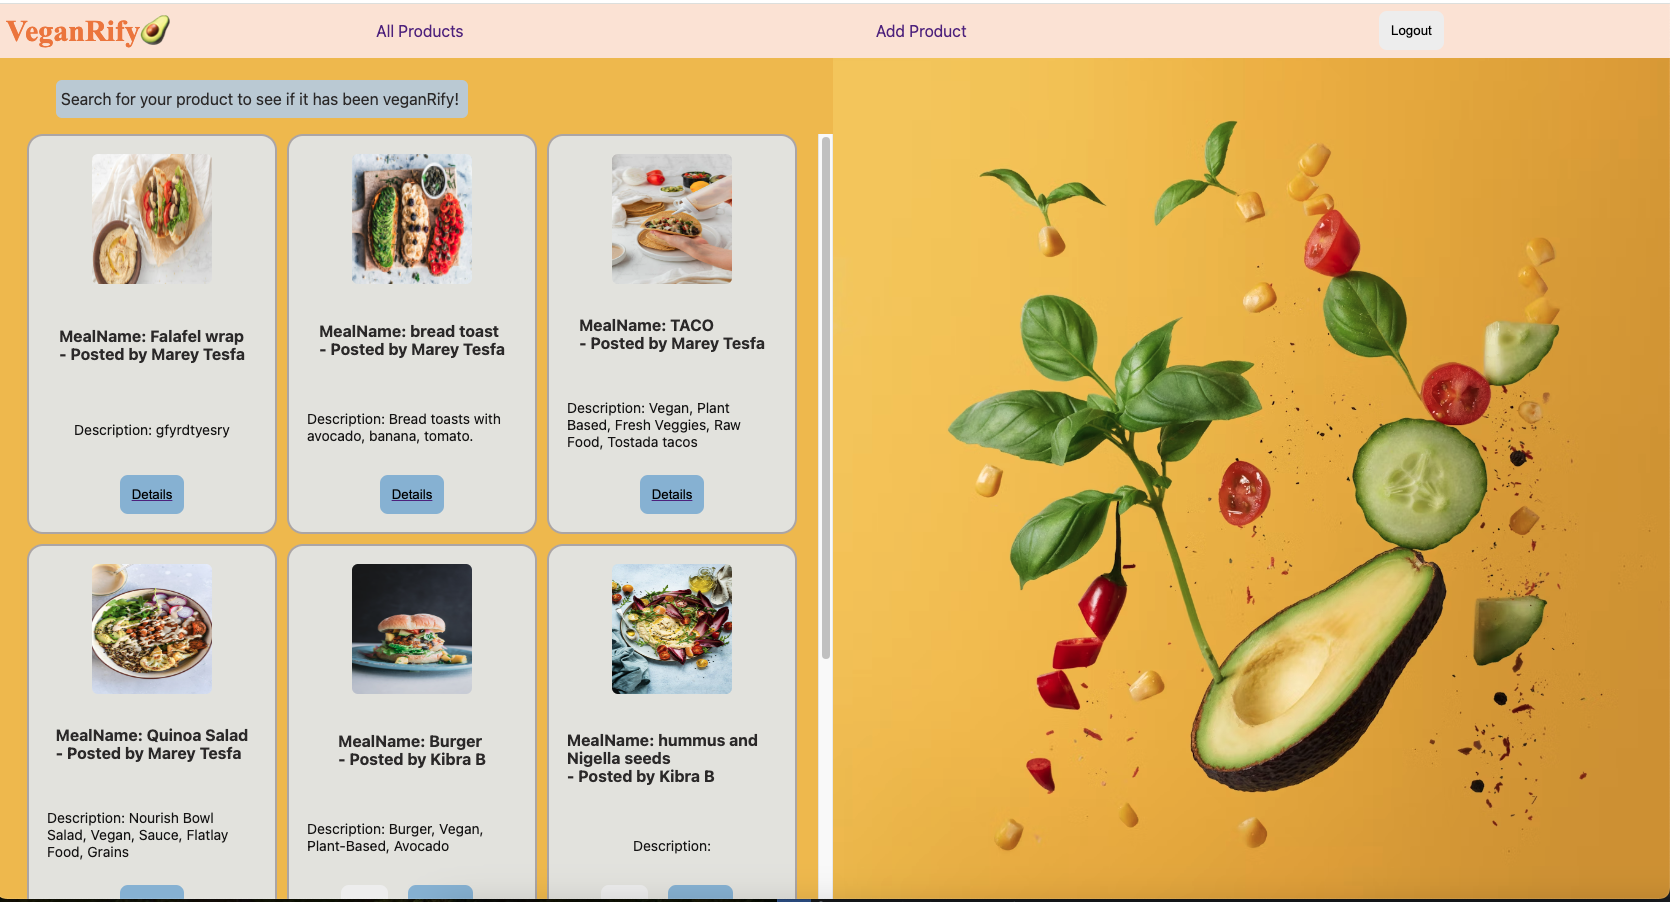 VeganRify
All Products
Add Product
Logout
Search for your product to see if it has been veganRify!
MealName: Falafel wrap
- Posted by Marey Tesfa
Description: gfyrdtyesry
Details
MealName: bread toast
- Posted by Marey Tesfa
Description: Bread toasts with
avocado, banana, tomato.
Details
MealName: TACO
- Posted by Marey Tesfa
Description: Vegan, Plant
Based, Fresh Veggies, Raw
Food, Tostada tacos
Details
MealName: Quinoa Salad
- Posted by Marey Tesfa
Description: Nourish Bowl
Salad, Vegan, Sauce, Flatlay
Food, Grains
MealName: Burger
- Posted by Kibra B
Description: Burger, Vegan,
Plant-Based, Avocado
MealName: hummus and
Nigella seeds
- Posted by Kibra B
Description: